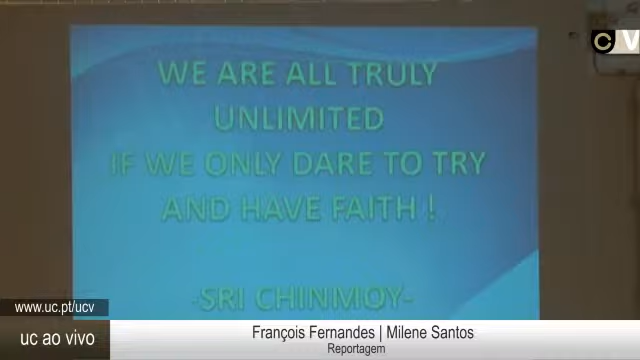 C V
WE ARE ALL TRULY
UNLIMITED
IF WE ONLY DARE TO TRY
AND HAVE FAITH !
-SRI CHINMOY-
www.uc.pt/ucv
uc ao vivo
François Fernandes | Milene Santos
Reportagem